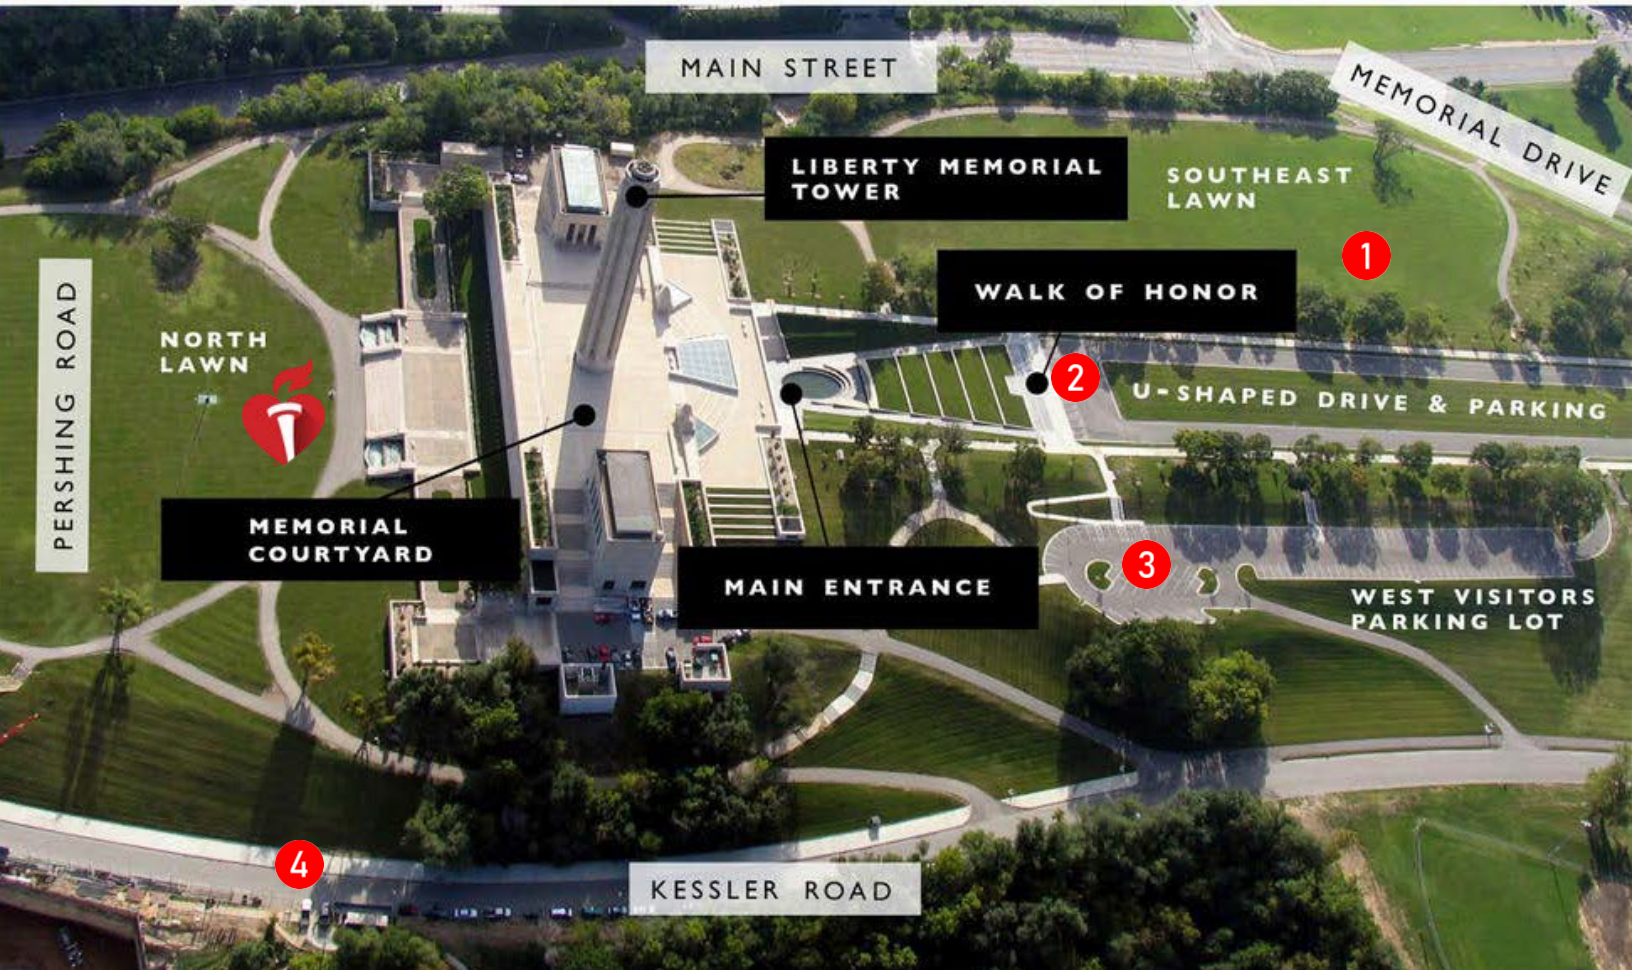 MAIN STREET
MEMORIAL DRIVE
LIBERTY MEMORIAL
TOWER
SOUTHEAST
LAWN
1
WALK OF HONOR
PERSHING ROAD
NORTH
LAWN
2
U-SHAPED DRIVE & PARKING
MEMORIAL
COURTYARD
MAIN ENTRANCE
3
WEST VISITORS
PARKING LOT
4
KESSLER ROAD